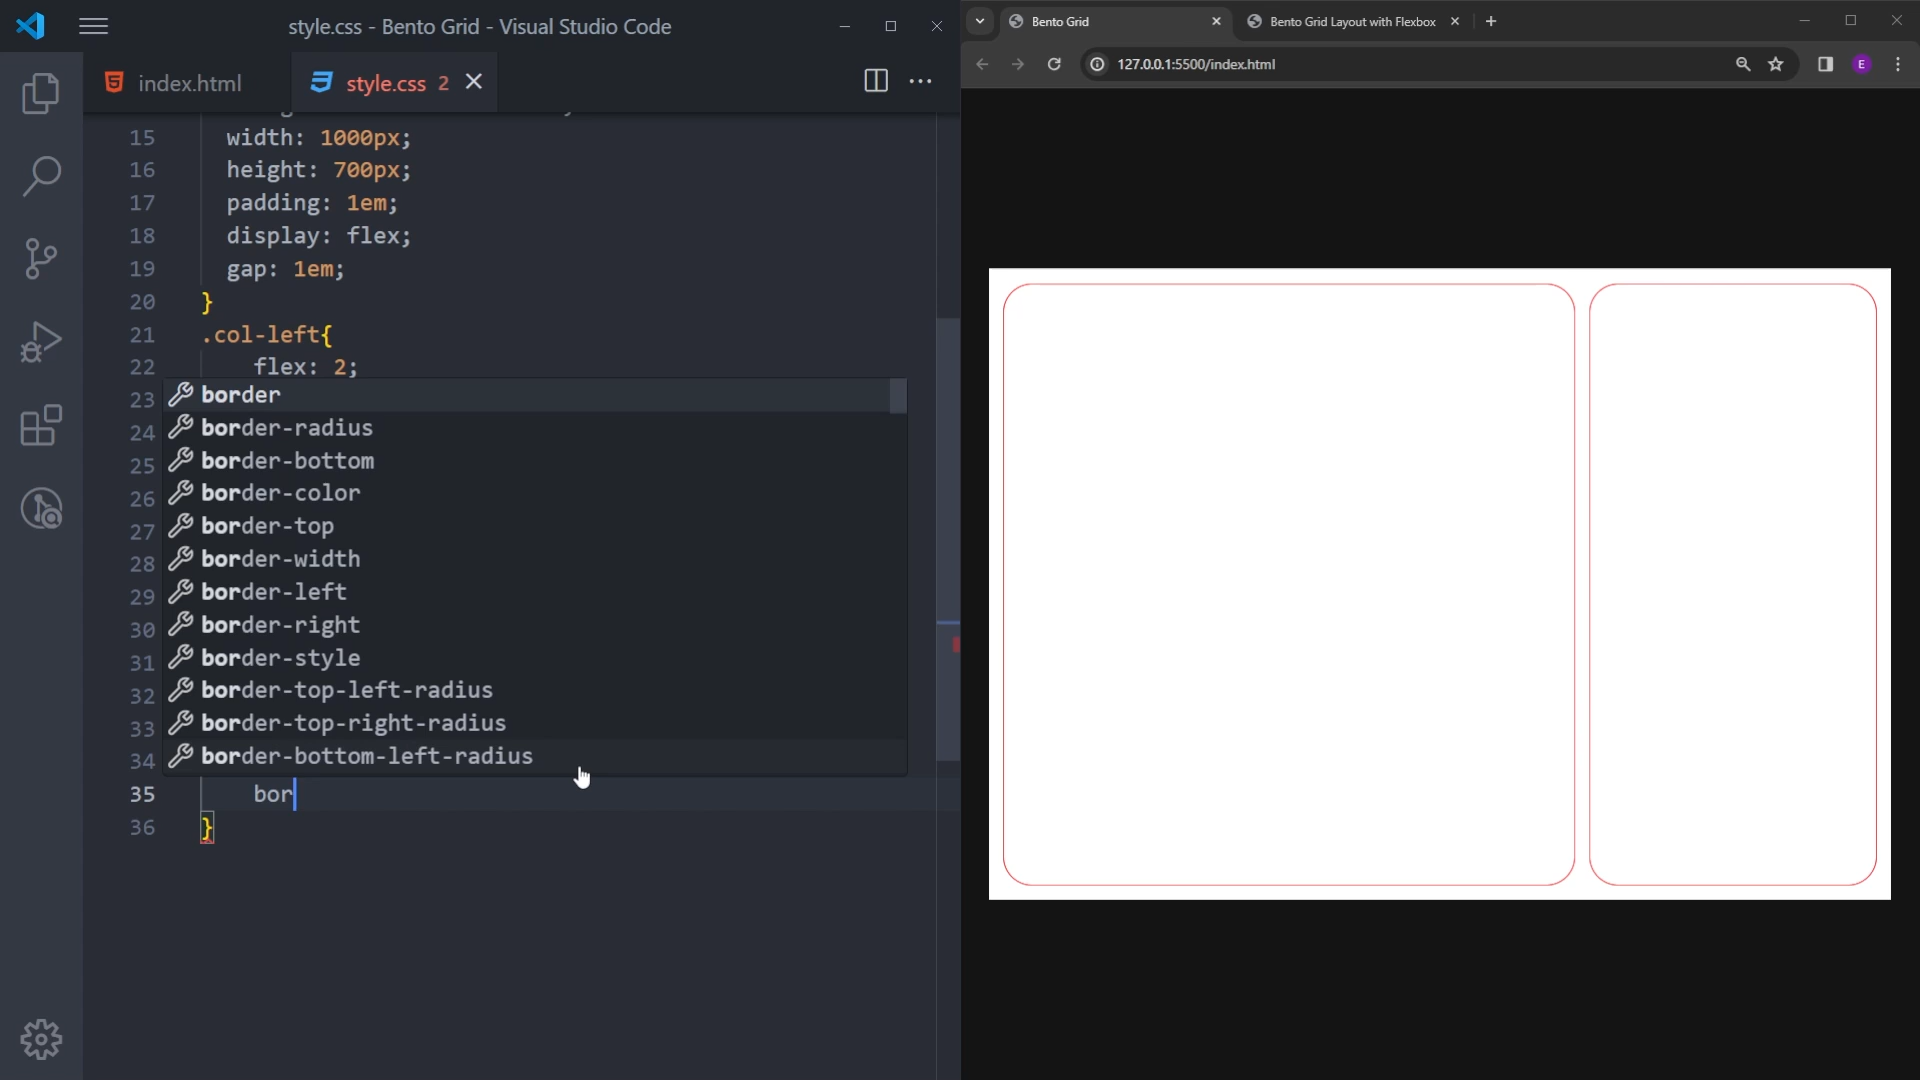 style.css - Bento Grid - Visual Studio Code
index.html
style.css 2
15 width: 1000px;
16 height: 700px;
17 padding: 1em;
18 display: flex;
19 gap: 1em;
20 }
21 .col-left{
22 flex: 2;
23 border
24 border-radius
25 border-bottom
26 border-color
27 border-top
28 border-width
29 border-left
30 border-right
31 border-style
32 border-top-left-radius
33 border-top-right-radius
34 border-bottom-left-radius
35 bor
36 }
Bento Grid
Bento Grid Layout with Flexbox
127.0.0.1:5500/index.html
E